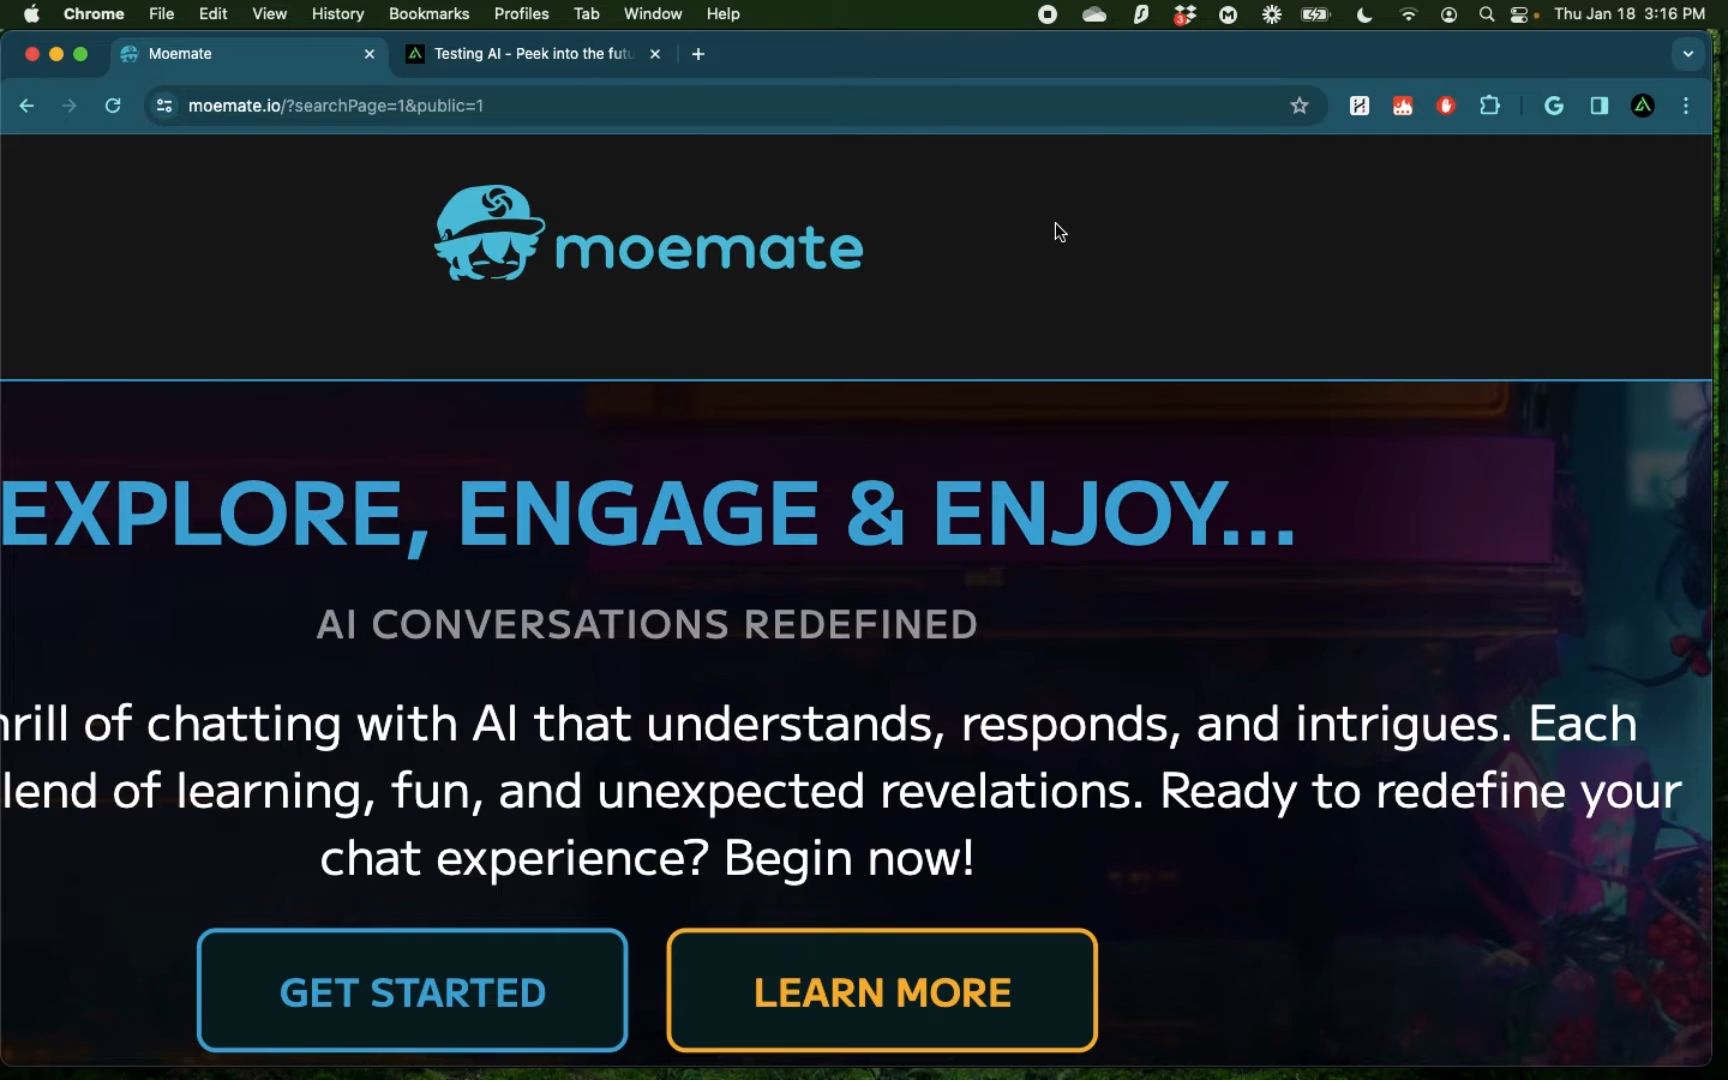 Chrome File Edit View History Bookmarks Profiles Tab Window Help 3 Thu Jan 18 3:16 PM
Moemate Testing AI - Peek into the futu
moemate.io/?searchPage=1&public=1
moemate
EXPLORE, ENGAGE & ENJOY...
AI CONVERSATIONS REDEFINED
hrill of chatting with AI that understands, responds, and intrigues. Each
lend of learning, fun, and unexpected revelations. Ready to redefine your
chat experience? Begin now!
GET STARTED LEARN MORE